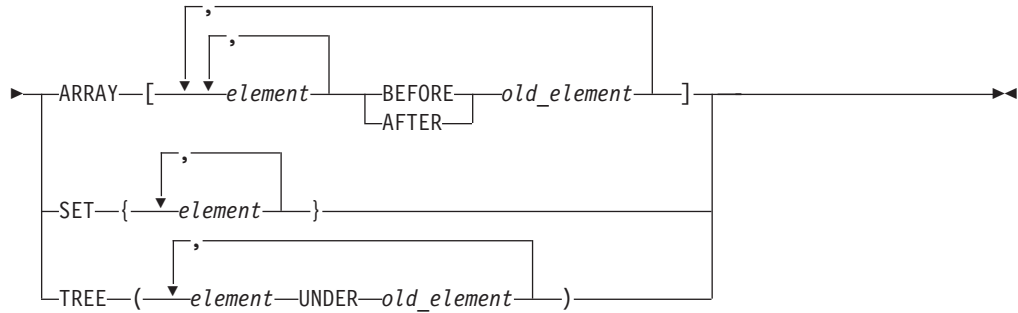 ,
,
ARRAY [ element BEFORE old_element ]
AFTER
,
SET { element }
,
TREE ( element UNDER old_element )